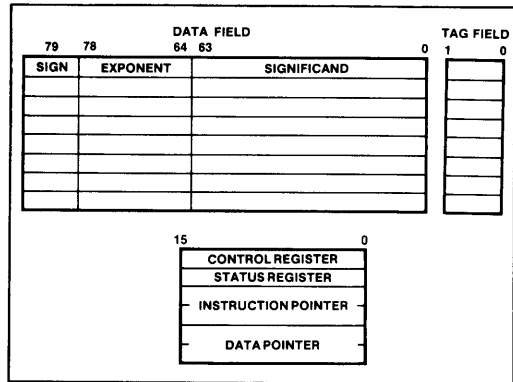 DATA FIELD
TAG FIELD
79 78 64 63 0 1 0
SIGN EXPONENT SIGNIFICAND
15 0
CONTROL REGISTER
STATUS REGISTER
INSTRUCTION POINTER
DATA POINTER